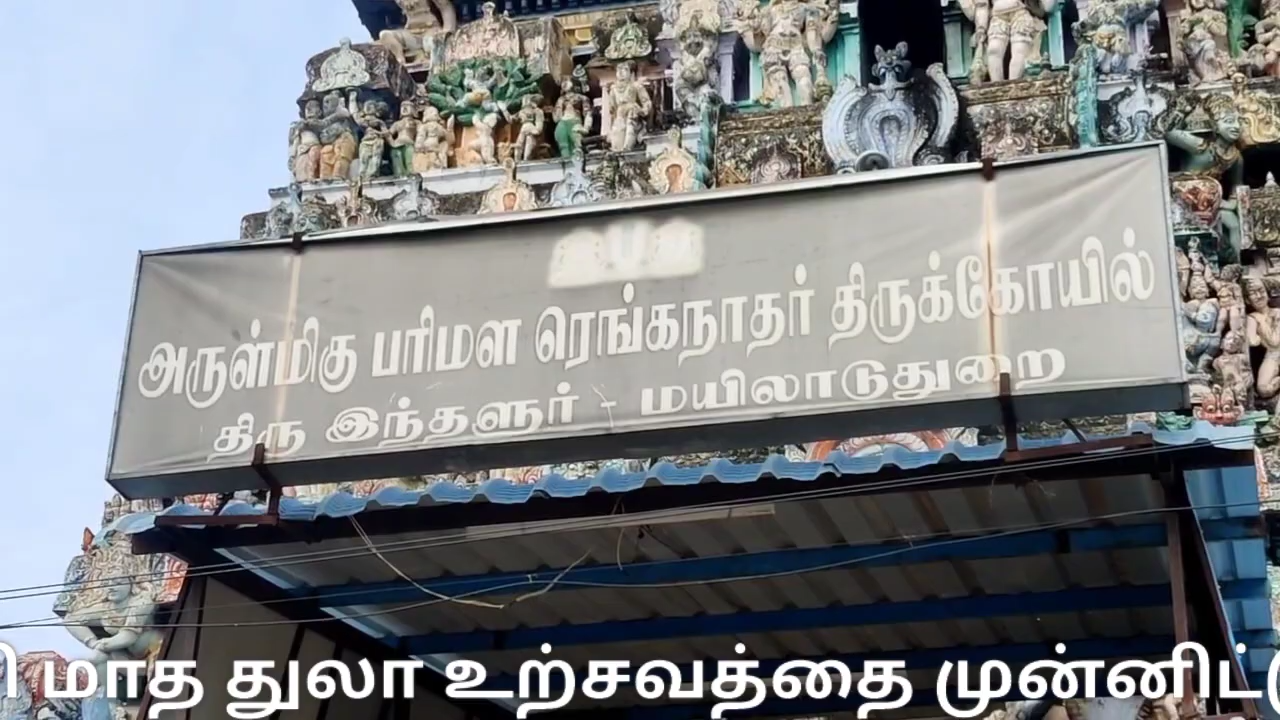 அருள்மிகு பரிமள ரெங்கநாதர் திருக்கோயில்
திரு இந்தளுர் - மயிலாடுதுறை
மாத துலா உற்சவத்தை